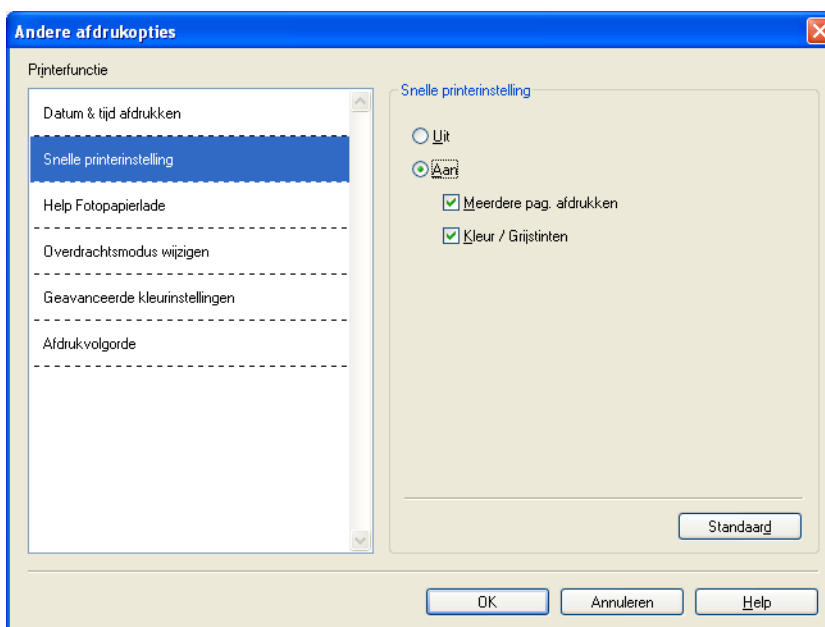 Andere afdrukopties
Printerfunctie
Datum & tijd afdrukken
Snelle printerinstelling
Help Fotopapierlade
Overdrachtsmodus wijzigen
Geavanceerde kleurinstellingen
Afdrukvolgorde
Snelle printerinstelling
Uit
Aan
Meerdere pag. afdrukken
Kleur / Grijstinten
Standaard
OK
Annuleren
Help